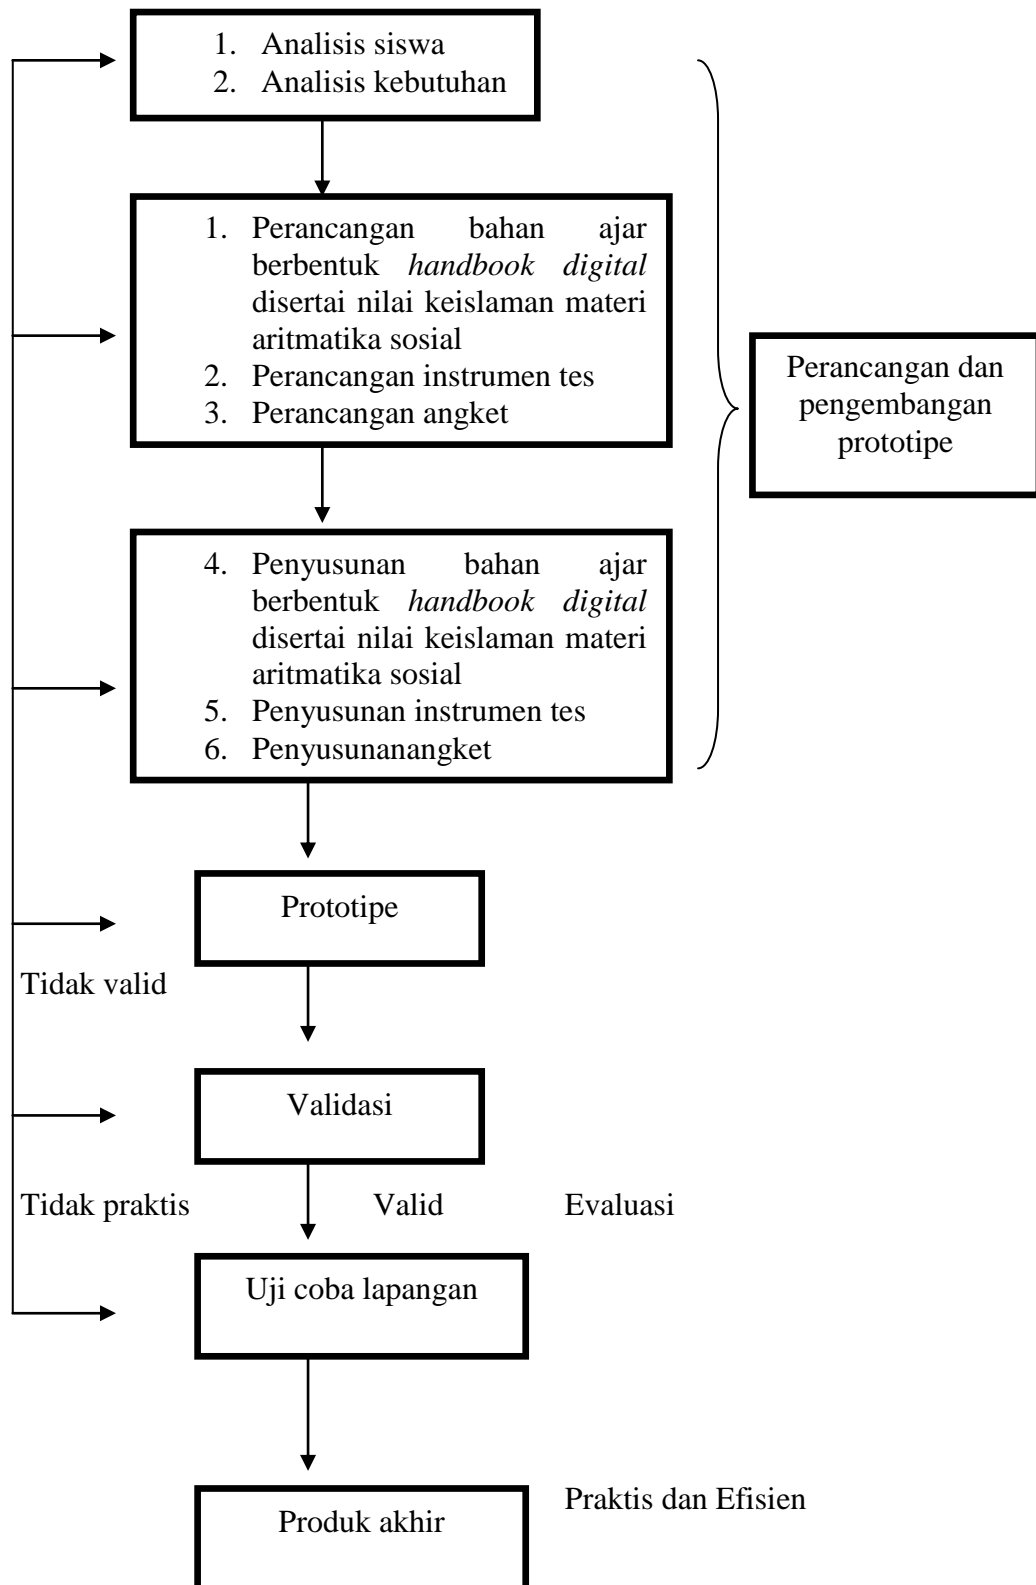 1. Analisis siswa
2. Analisis kebutuhan
1. Perancangan bahan ajar
berbentuk handbook digital
disertai nilai keislaman materi
aritmatika sosial
2. Perancangan instrumen tes
3. Perancangan angket
Perancangan dan
pengembangan
prototipe
4. Penyusunan bahan ajar
berbentuk handbook digital
disertai nilai keislaman materi
aritmatika sosial
5. Penyusunan instrumen tes
6. Penyusunanangket
Prototipe
Tidak valid
Validasi
Tidak praktis
Valid
Evaluasi
Uji coba lapangan
Praktis dan Efisien
Produk akhir